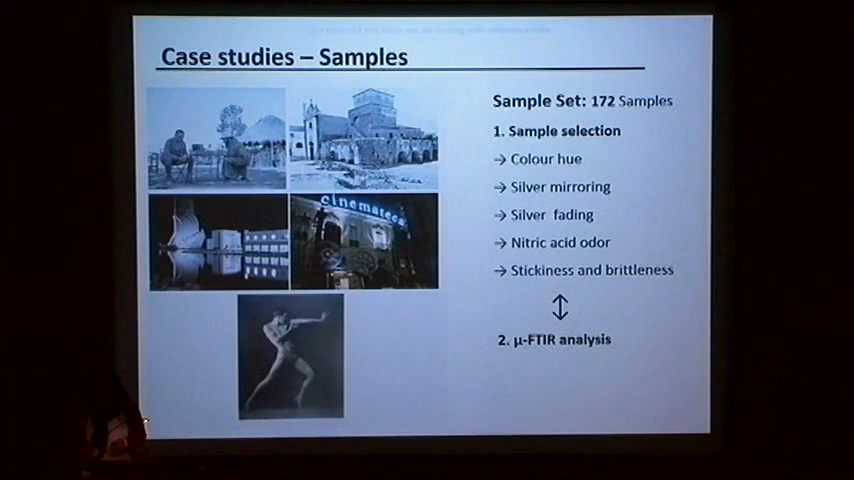 Case studies – Samples
cinemateca
Sample Set: 172 Samples
1. Sample selection
→ Colour hue
→ Silver mirroring
→ Silver fading
→ Nitric acid odor
→ Stickiness and brittleness
2. μ-FTIR analysis